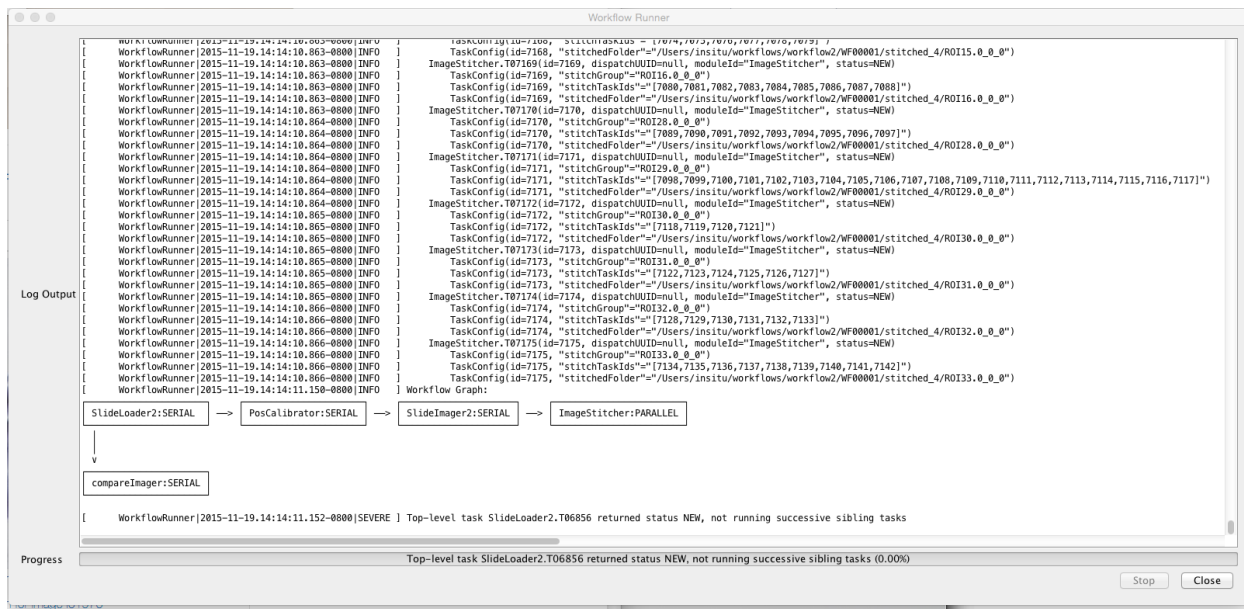 Workflow Runner
[ WorkflowRunner|2015-11-19.14:14:10.863-0800|INFO ] TaskConfig(id=7168, "stitchTaskIds"="[7074,7075,7076,7077,7078,7079]")
[ WorkflowRunner|2015-11-19.14:14:10.863-0800|INFO ] TaskConfig(id=7168, "stitchedFolder"="/Users/insitu/workflows/workflow2/WF00001/stitched_4/ROI15.0_0_0")
[ WorkflowRunner|2015-11-19.14:14:10.863-0800|INFO ] ImageStitcher.T07169(id=7169, dispatchUUID=null, moduleId="ImageStitcher", status=NEW)
[ WorkflowRunner|2015-11-19.14:14:10.863-0800|INFO ] TaskConfig(id=7169, "stitchGroup"="ROI16.0_0_0")
[ WorkflowRunner|2015-11-19.14:14:10.863-0800|INFO ] TaskConfig(id=7169, "stitchTaskIds"="[7080,7081,7082,7083,7084,7085,7086,7087,7088]")
[ WorkflowRunner|2015-11-19.14:14:10.863-0800|INFO ] TaskConfig(id=7169, "stitchedFolder"="/Users/insitu/workflows/workflow2/WF00001/stitched_4/ROI16.0_0_0")
[ WorkflowRunner|2015-11-19.14:14:10.863-0800|INFO ] ImageStitcher.T07170(id=7170, dispatchUUID=null, moduleId="ImageStitcher", status=NEW)
[ WorkflowRunner|2015-11-19.14:14:10.864-0800|INFO ] TaskConfig(id=7170, "stitchGroup"="ROI28.0_0_0")
[ WorkflowRunner|2015-11-19.14:14:10.864-0800|INFO ] TaskConfig(id=7170, "stitchTaskIds"="[7089,7090,7091,7092,7093,7094,7095,7096,7097]")
[ WorkflowRunner|2015-11-19.14:14:10.864-0800|INFO ] TaskConfig(id=7170, "stitchedFolder"="/Users/insitu/workflows/workflow2/WF00001/stitched_4/ROI28.0_0_0")
[ WorkflowRunner|2015-11-19.14:14:10.864-0800|INFO ] ImageStitcher.T07171(id=7171, dispatchUUID=null, moduleId="ImageStitcher", status=NEW)
[ WorkflowRunner|2015-11-19.14:14:10.864-0800|INFO ] TaskConfig(id=7171, "stitchGroup"="ROI29.0_0_0")
[ WorkflowRunner|2015-11-19.14:14:10.864-0800|INFO ] TaskConfig(id=7171, "stitchTaskIds"="[7098,7099,7100,7101,7102,7103,7104,7105,7106,7107,7108,7109,7110,7111,7112,7113,7114,7115,7116,7117]")
[ WorkflowRunner|2015-11-19.14:14:10.864-0800|INFO ] TaskConfig(id=7171, "stitchedFolder"="/Users/insitu/workflows/workflow2/WF00001/stitched_4/ROI29.0_0_0")
[ WorkflowRunner|2015-11-19.14:14:10.864-0800|INFO ] ImageStitcher.T07172(id=7172, dispatchUUID=null, moduleId="ImageStitcher", status=NEW)
[ WorkflowRunner|2015-11-19.14:14:10.865-0800|INFO ] TaskConfig(id=7172, "stitchGroup"="ROI30.0_0_0")
[ WorkflowRunner|2015-11-19.14:14:10.865-0800|INFO ] TaskConfig(id=7172, "stitchTaskIds"="[7118,7119,7120,7121]")
[ WorkflowRunner|2015-11-19.14:14:10.865-0800|INFO ] TaskConfig(id=7172, "stitchedFolder"="/Users/insitu/workflows/workflow2/WF00001/stitched_4/ROI30.0_0_0")
[ WorkflowRunner|2015-11-19.14:14:10.865-0800|INFO ] ImageStitcher.T07173(id=7173, dispatchUUID=null, moduleId="ImageStitcher", status=NEW)
[ WorkflowRunner|2015-11-19.14:14:10.865-0800|INFO ] TaskConfig(id=7173, "stitchGroup"="ROI31.0_0_0")
[ WorkflowRunner|2015-11-19.14:14:10.865-0800|INFO ] TaskConfig(id=7173, "stitchTaskIds"="[7122,7123,7124,7125,7126,7127]")
[ WorkflowRunner|2015-11-19.14:14:10.865-0800|INFO ] TaskConfig(id=7173, "stitchedFolder"="/Users/insitu/workflows/workflow2/WF00001/stitched_4/ROI31.0_0_0")
Log Output
[ WorkflowRunner|2015-11-19.14:14:10.865-0800|INFO ] ImageStitcher.T07174(id=7174, dispatchUUID=null, moduleId="ImageStitcher", status=NEW)
[ WorkflowRunner|2015-11-19.14:14:10.866-0800|INFO ] TaskConfig(id=7174, "stitchGroup"="ROI32.0_0_0")
[ WorkflowRunner|2015-11-19.14:14:10.866-0800|INFO ] TaskConfig(id=7174, "stitchTaskIds"="[7128,7129,7130,7131,7132,7133]")
[ WorkflowRunner|2015-11-19.14:14:10.866-0800|INFO ] TaskConfig(id=7174, "stitchedFolder"="/Users/insitu/workflows/workflow2/WF00001/stitched_4/ROI32.0_0_0")
[ WorkflowRunner|2015-11-19.14:14:10.866-0800|INFO ] ImageStitcher.T07175(id=7175, dispatchUUID=null, moduleId="ImageStitcher", status=NEW)
[ WorkflowRunner|2015-11-19.14:14:10.866-0800|INFO ] TaskConfig(id=7175, "stitchGroup"="ROI33.0_0_0")
[ WorkflowRunner|2015-11-19.14:14:10.866-0800|INFO ] TaskConfig(id=7175, "stitchTaskIds"="[7134,7135,7136,7137,7138,7139,7140,7141,7142]")
[ WorkflowRunner|2015-11-19.14:14:10.866-0800|INFO ] TaskConfig(id=7175, "stitchedFolder"="/Users/insitu/workflows/workflow2/WF00001/stitched_4/ROI33.0_0_0")
[ WorkflowRunner|2015-11-19.14:14:11.150-0800|INFO ] Workflow Graph:
SlideLoader2:SERIAL —> PosCalibrator:SERIAL —> SlideImager2:SERIAL —> ImageStitcher:PARALLEL
compareImager:SERIAL
[ WorkflowRunner|2015-11-19.14:14:11.152-0800|SEVERE ] Top-level task SlideLoader2.T06856 returned status NEW, not running successive sibling tasks
Progress
Top-level task SlideLoader2.T06856 returned status NEW, not running successive sibling tasks (0.00%)
Stop
Close